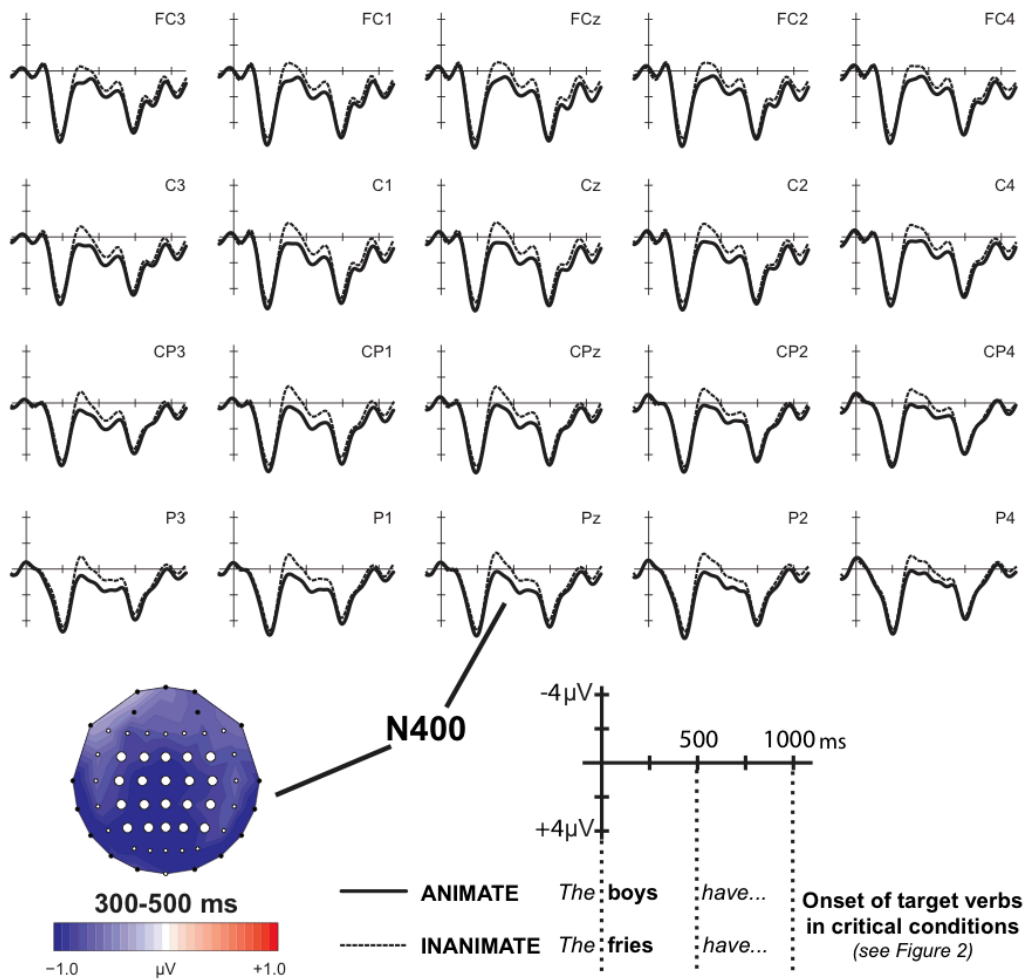 FC3 FC1 FCz FC2 FC4
C3 C1 Cz C2 C4
CP3 CP1 CPz CP2 CP4
P3 P1 Pz P2 P4
N400
-4µV
500 1000 ms
+4µV
300-500 ms
−1.0 µV +1.0
ANIMATE The boys have...
INANIMATE The fries have...
Onset of target verbs
in critical conditions
(see Figure 2)